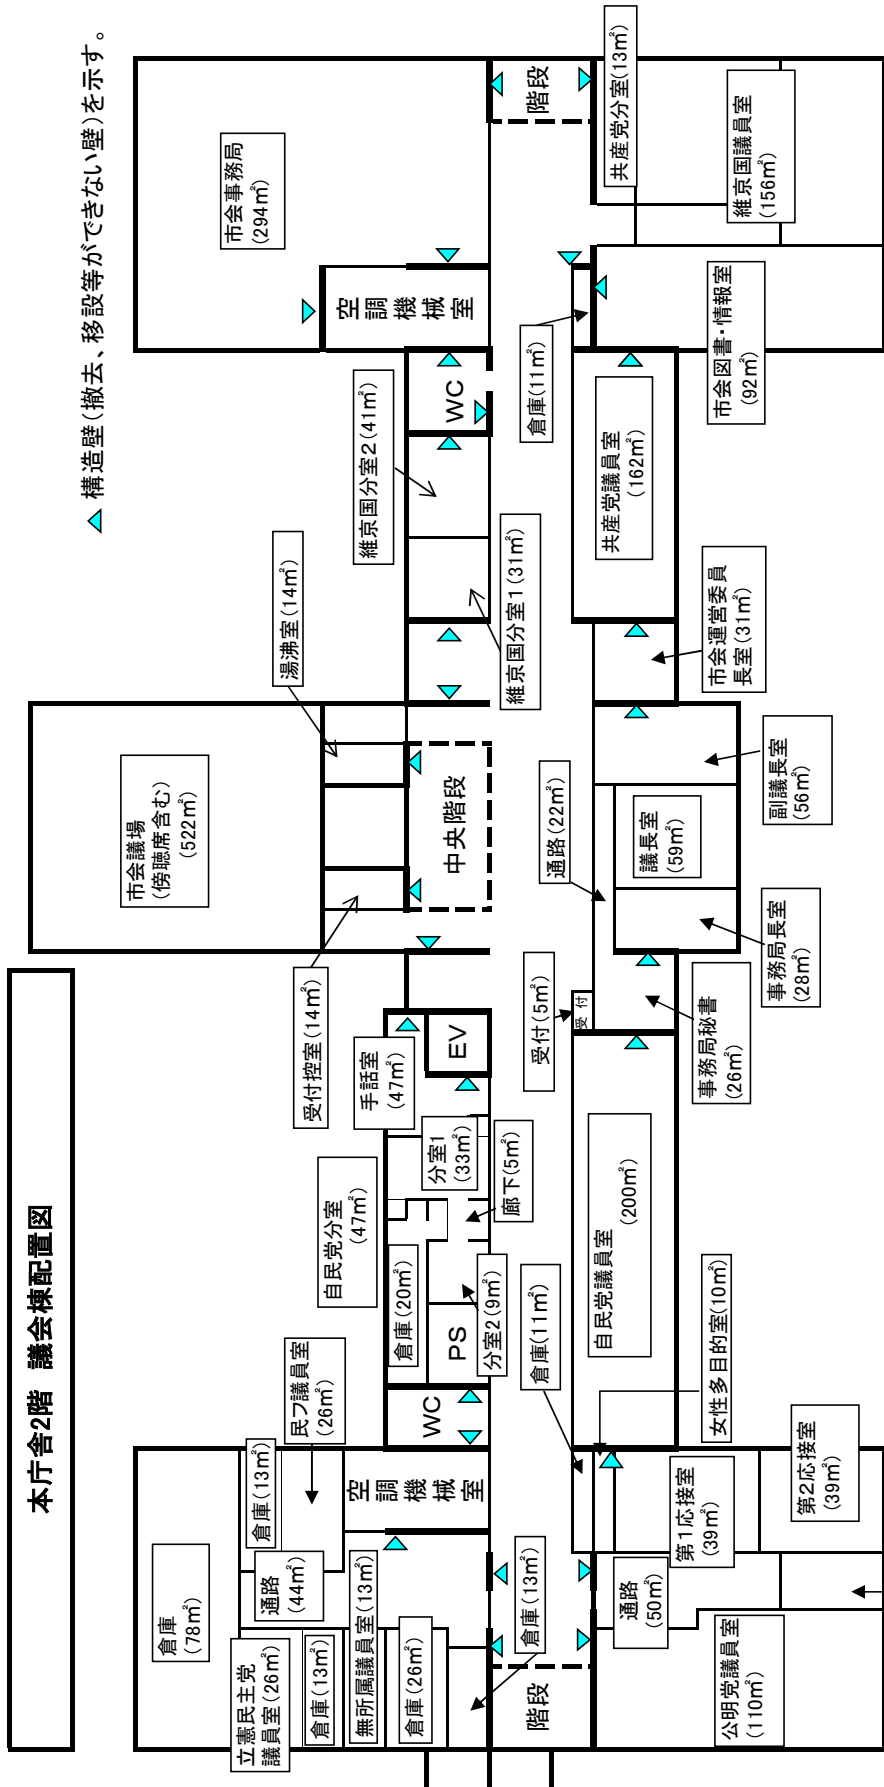 本庁舎2階 議会棟配置図
構造壁(撤去、移設等ができない壁)を示す。
倉庫
(78㎡)
立憲民主党
議員室(26㎡)
倉庫(13㎡)
無所属議員室(13㎡)
倉庫(26㎡)
通路
(44㎡)
倉庫(13㎡)
民フ議員室
(26㎡)
空調機械室
WC
倉庫(20㎡)
PS
自民党分室
(47㎡)
分室1
(33㎡)
分室2(9㎡)
廊下(5㎡)
手話室
(47㎡)
EV
受付控室(14㎡)
市会議場
(傍聴席含む)
(522㎡)
中央階段
湯沸室(14㎡)
維京国分室2(41㎡)
維京国分室1(31㎡)
WC
空調機械室
市会事務局
(294㎡)
階段
階段
倉庫(13㎡)
公明党議員室
(110㎡)
通路
(50㎡)
第1応接室
(39㎡)
第2応接室
(39㎡)
女性多目的室(10㎡)
倉庫(11㎡)
自民党議員室
(200㎡)
受付(5㎡)
受付
事務局秘書
(26㎡)
事務局長室
(28㎡)
通路(22㎡)
議長室
(59㎡)
副議長室
(56㎡)
市会運営委員
長室(31㎡)
共産党議員室
(162㎡)
倉庫(11㎡)
市会図書・情報室
(92㎡)
維京国議員室
(156㎡)
共産党分室(13㎡)